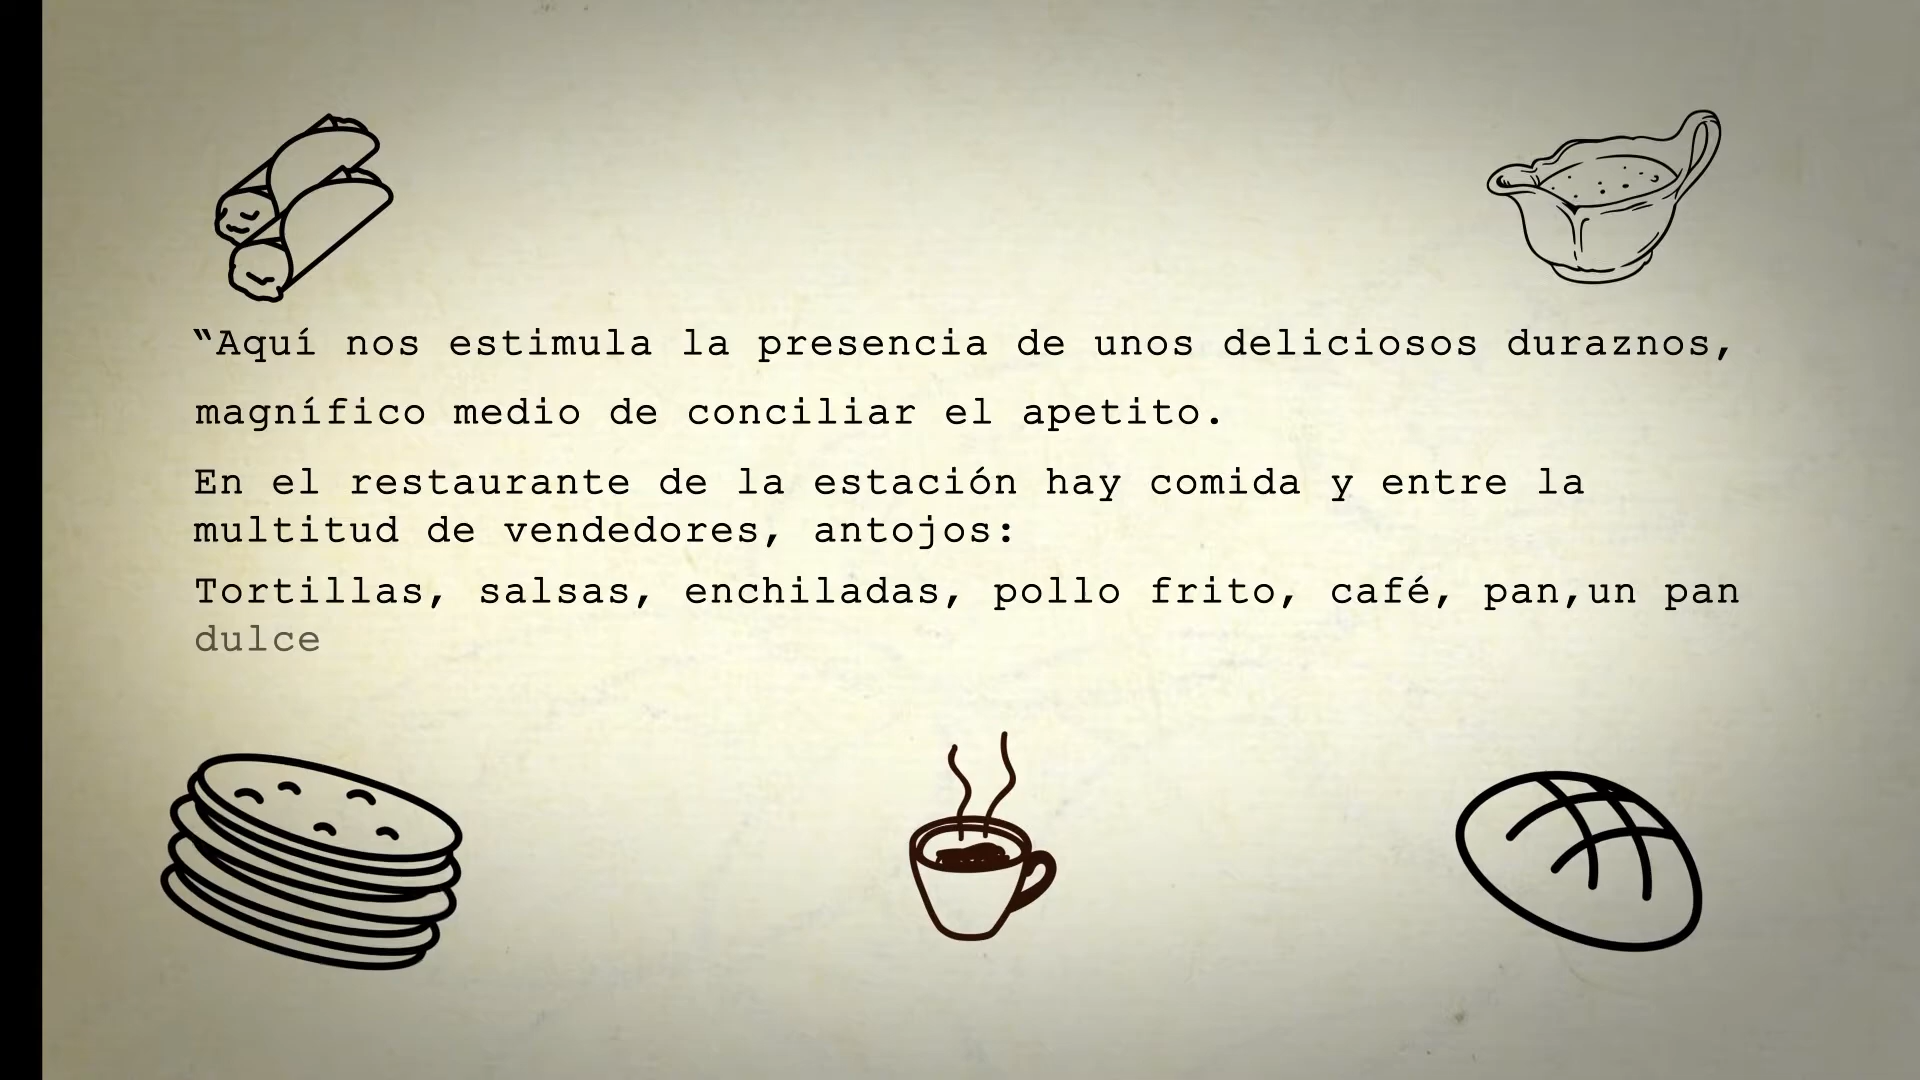 “Aquí nos estimula la presencia de unos deliciosos duraznos,
magnífico medio de conciliar el apetito.
En el restaurante de la estación hay comida y entre la
multitud de vendedores, antojos:
Tortillas, salsas, enchiladas, pollo frito, café, pan,un pan
dulce